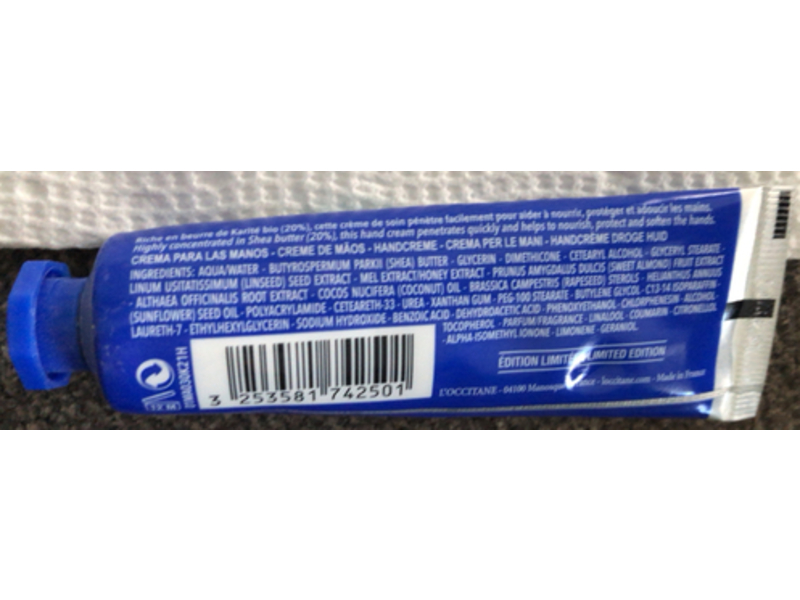 Riche en beurre de Karité bio (20%), cette crème de soin pénètre facilement pour aider à nourrir, protéger et adoucir les mains.
Highly concentrated in Shea butter (20%), this hand cream penetrates quickly and helps to nourish, protect and soften the hands.
CREMA PARA LAS MANOS - CREME DE MÃOS - HANDCREME - CREMA PER LE MANI - HANDCRÈME DROGE HUID
INGREDIENTS: AQUA/WATER - BUTYROSPERMUM PARKII (SHEA) BUTTER - GLYCERIN - DIMETHICONE - CETEARYL ALCOHOL - GLYCERYL STEARATE -
LINUM USITATISSIMUM (LINSEED) SEED EXTRACT - MEL EXTRACT/HONEY EXTRACT - PRUNUS AMYGDALUS DULCIS (SWEET ALMOND) FRUIT EXTRACT
- ALTHAEA OFFICINALIS ROOT EXTRACT - COCOS NUCIFERA (COCONUT) OIL - BRASSICA CAMPESTRIS (RAPESEED) STEROLS - HELIANTHUS ANNUUS
(SUNFLOWER) SEED OIL - POLYACRYLAMIDE - CETEARETH-33 - UREA - XANTHAN GUM - PEG-100 STEARATE - BUTYLENE GLYCOL - C13-14 ISOPARAFFIN -
LAURETH-7 - ETHYLHEXYLGLYCERIN - SODIUM HYDROXIDE - BENZOIC ACID - DEHYDROACETIC ACID - PHENOXYETHANOL - CHLORPHENESIN -
TOCOPHEROL - PARFUM/FRAGRANCE - LINALOOL - COUMARIN - CITRONELLOL
- ALPHA-ISOMETHYL IONONE - LIMONENE - GERANIOL.
ÉDITION LIMITÉE LIMITED EDITION
01MA030K21H
12 M
3 253581 742501
L'OCCITANE - 04100 Manosque - France - loccitane.com - Made in France